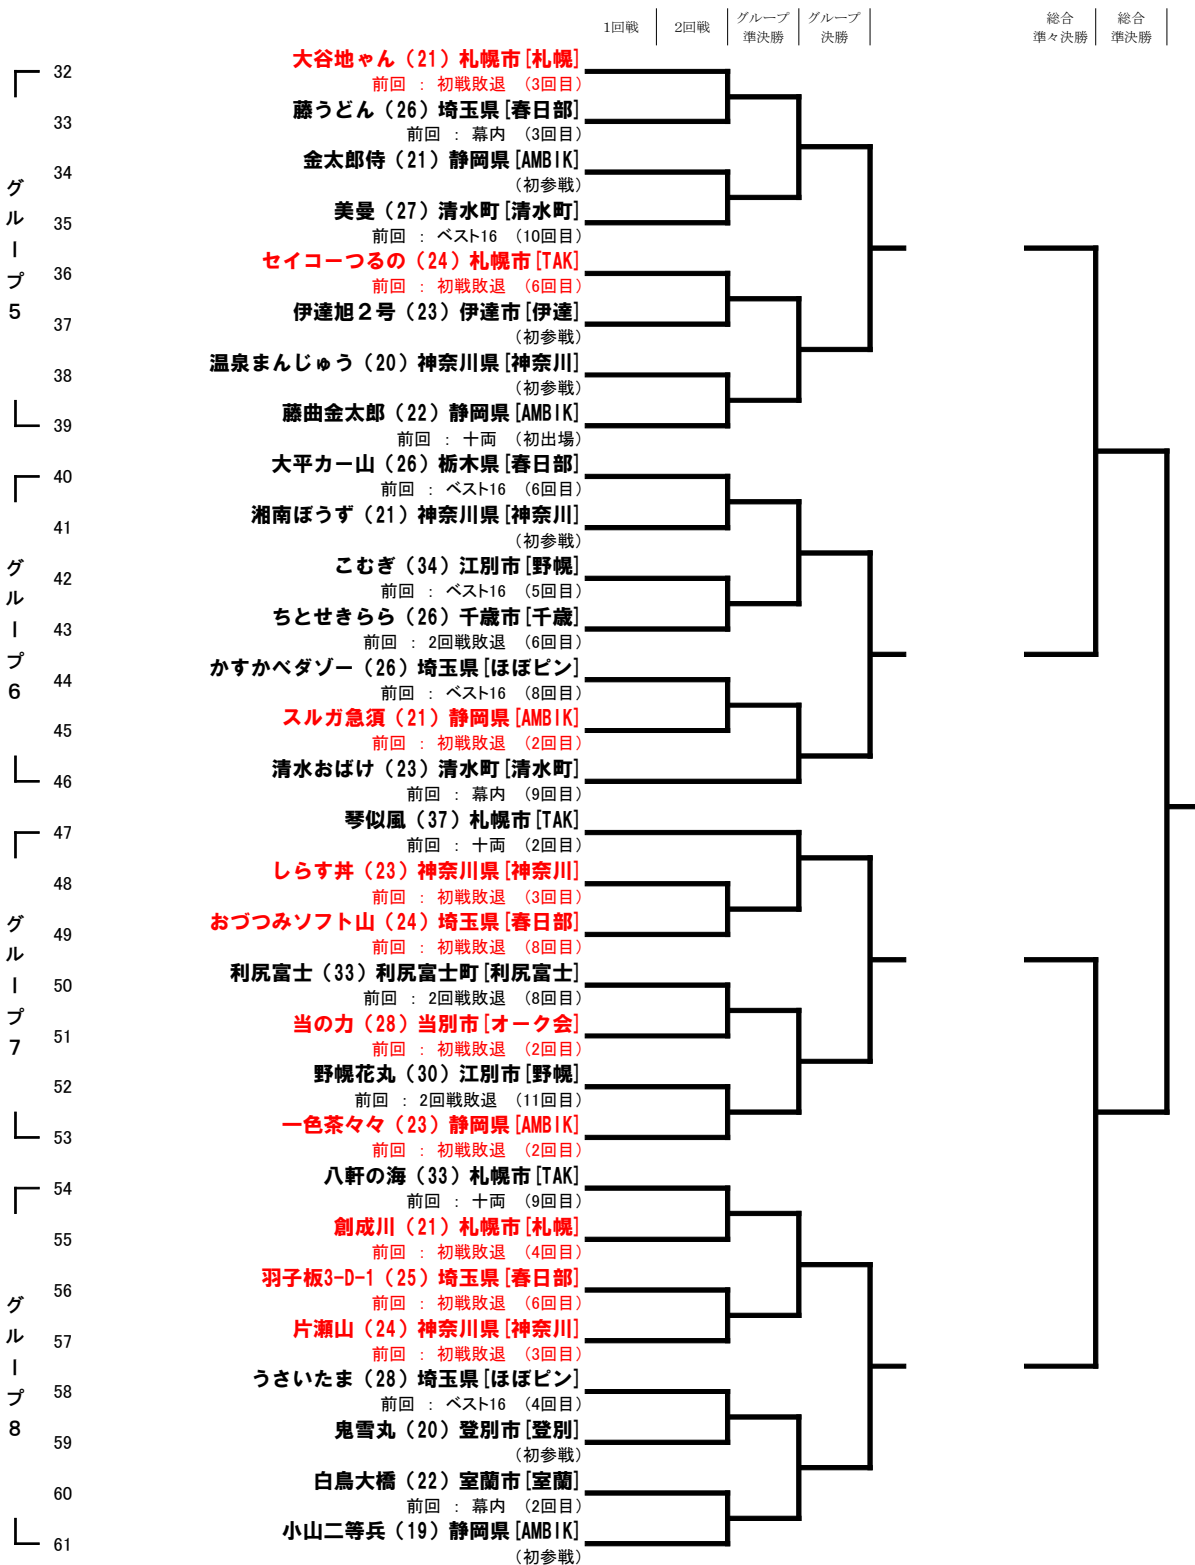 1回戦
2回戦
グループ
準決勝
グループ
決勝
総合
準々決勝
総合
準決勝
グループ5
32
大谷地ゃん（21）札幌市[札幌]
前回 ： 初戦敗退 （3回目）
33
藤うどん（26）埼玉県[春日部]
前回 ： 幕内 （3回目）
34
金太郎侍（21）静岡県[AMBIK]
（初参戦）
35
美曼（27）清水町[清水町]
前回 ： ベスト16 （10回目）
36
セイコーつるの（24）札幌市[TAK]
前回 ： 初戦敗退 （6回目）
37
伊達旭２号（23）伊達市[伊達]
（初参戦）
38
温泉まんじゅう（20）神奈川県[神奈川]
（初参戦）
39
藤曲金太郎（22）静岡県[AMBIK]
前回 ： 十両 （初出場）
グループ6
40
大平カー山（26）栃木県[春日部]
前回 ： ベスト16 （6回目）
41
湘南ぼうず（21）神奈川県[神奈川]
（初参戦）
42
こむぎ（34）江別市[野幌]
前回 ： ベスト16 （5回目）
43
ちとせきらら（26）千歳市[千歳]
前回 ： 2回戦敗退 （6回目）
44
かすかべダゾー（26）埼玉県[ほぼピン]
前回 ： ベスト16 （8回目）
45
スルガ急須（21）静岡県[AMBIK]
前回 ： 初戦敗退 （2回目）
46
清水おばけ（23）清水町[清水町]
前回 ： 幕内 （9回目）
グループ7
47
琴似風（37）札幌市[TAK]
前回 ： 十両 （2回目）
48
しらす丼（23）神奈川県[神奈川]
前回 ： 初戦敗退 （3回目）
49
おづつみソフト山（24）埼玉県[春日部]
前回 ： 初戦敗退 （8回目）
50
利尻富士（33）利尻富士町[利尻富士]
前回 ： 2回戦敗退 （8回目）
51
当の力（28）当別市[オーク会]
前回 ： 初戦敗退 （2回目）
52
野幌花丸（30）江別市[野幌]
前回 ： 2回戦敗退 （11回目）
53
一色茶々々（23）静岡県[AMBIK]
前回 ： 初戦敗退 （2回目）
グループ8
54
八軒の海（33）札幌市[TAK]
前回 ： 十両 （9回目）
55
創成川（21）札幌市[札幌]
前回 ： 初戦敗退 （4回目）
56
羽子板3-D-1（25）埼玉県[春日部]
前回 ： 初戦敗退 （6回目）
57
片瀬山（24）神奈川県[神奈川]
前回 ： 初戦敗退 （3回目）
58
うさいたま（28）埼玉県[ほぼピン]
前回 ： ベスト16 （4回目）
59
鬼雪丸（20）登別市[登別]
（初参戦）
60
白鳥大橋（22）室蘭市[室蘭]
前回 ： 幕内 （2回目）
61
小山二等兵（19）静岡県[AMBIK]
（初参戦）